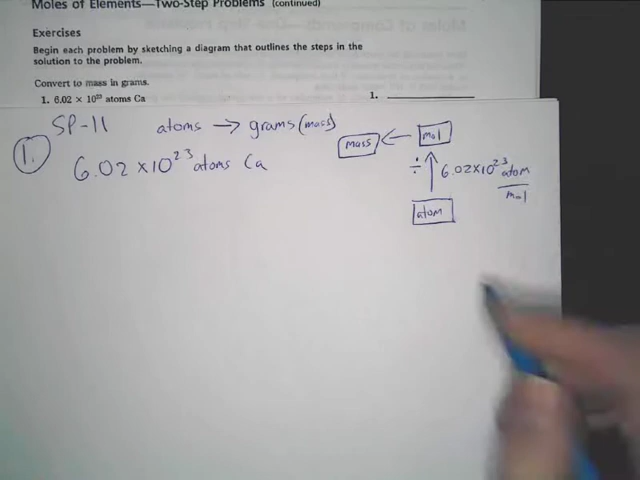 Moles of Elements—Two-Step Problems (continued)
Exercises
Begin each problem by sketching a diagram that outlines the steps in the
solution to the problem.
Convert to mass in grams.
1. 6.02 × 10²³ atoms Ca
1.
SP-11 atoms → grams (mass)
1.
6.02 × 10²³ atoms Ca
mass ← mol
÷ ↑ 6.02×10²³ atom
mol
atom